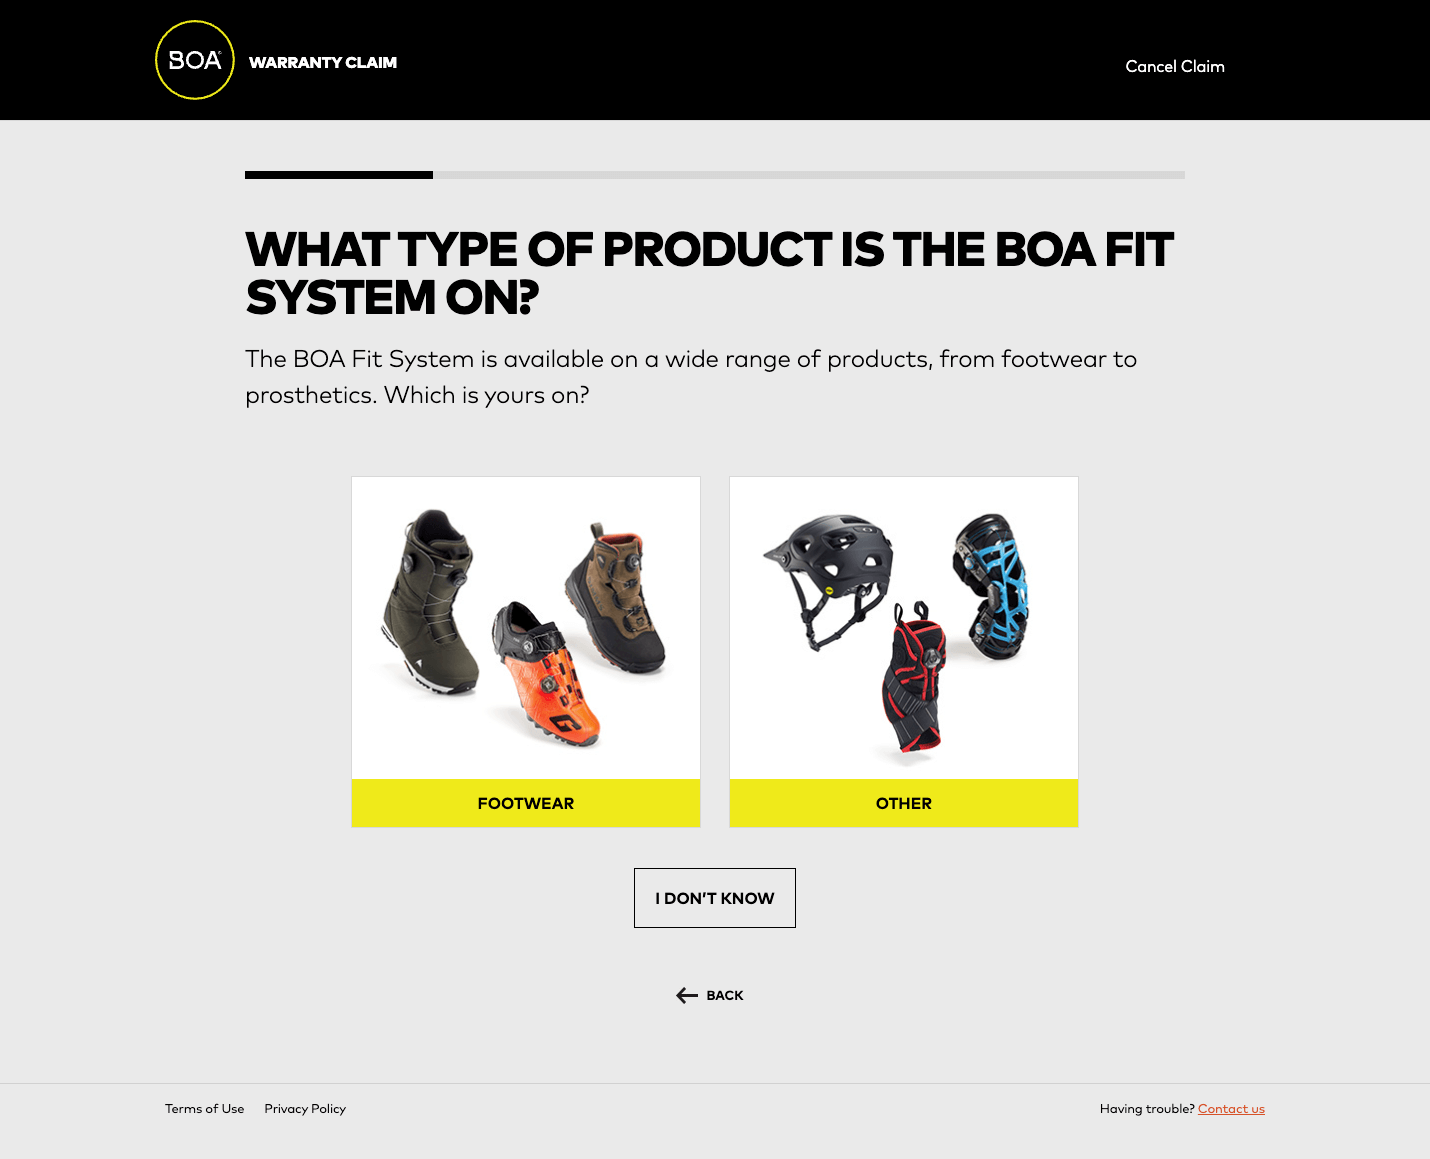 BOA®
WARRANTY CLAIM
Cancel Claim
WHAT TYPE OF PRODUCT IS THE BOA FIT
SYSTEM ON?
The BOA Fit System is available on a wide range of products, from footwear to
prosthetics. Which is yours on?
FOOTWEAR
OTHER
I DON’T KNOW
BACK
Terms of Use
Privacy Policy
Having trouble? Contact us